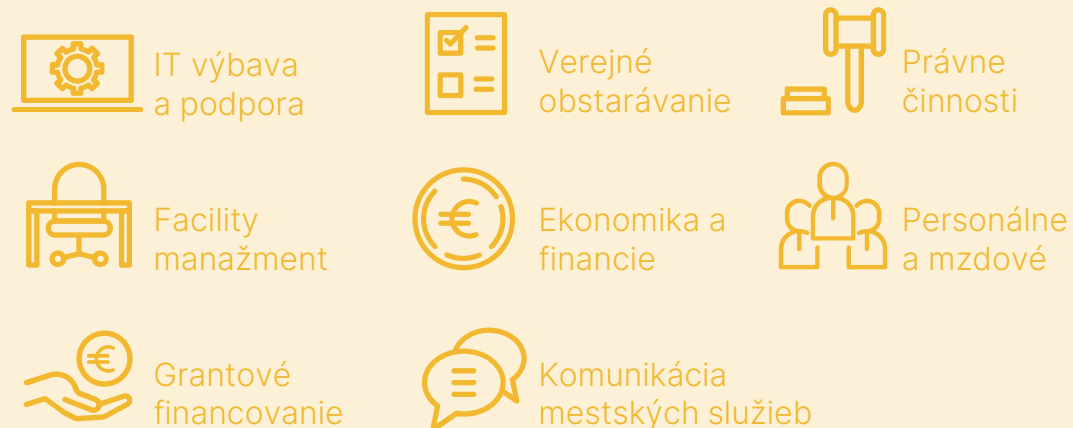 IT výbava
a podpora
Verejné
obstarávanie
Právne
činnosti
Facility
manažment
Ekonomika a
financie
Personálne
a mzdové
Grantové
financovanie
Komunikácia
mestských služieb